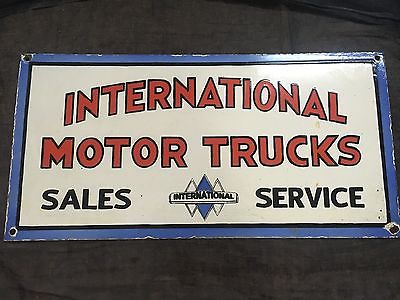 INTERNATIONAL
MOTOR TRUCKS
SALES INTERNATIONAL SERVICE